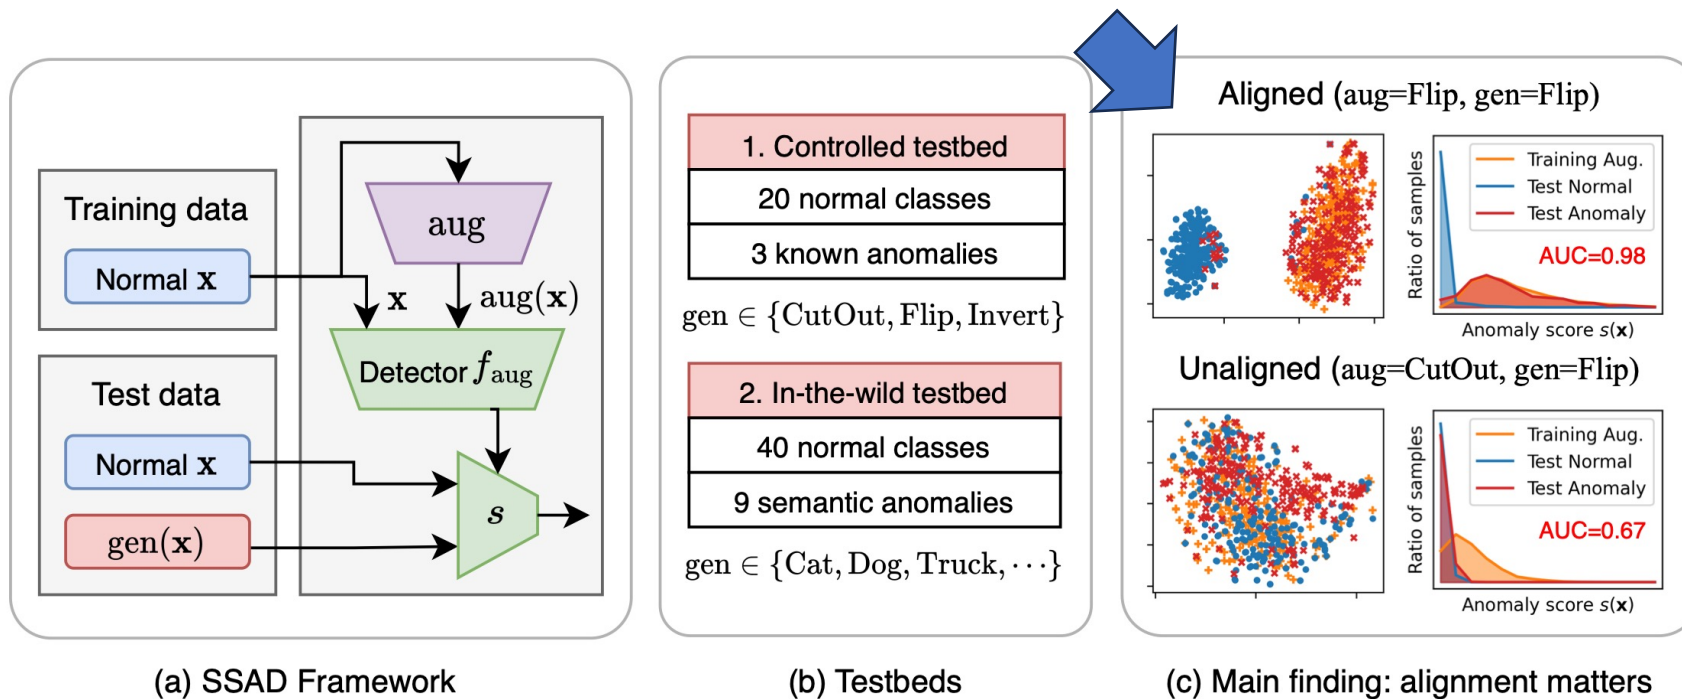 Training data
Normal x
aug
x
aug(x)
Detector f_aug
Test data
Normal x
gen(x)
s
(a) SSAD Framework
1. Controlled testbed
20 normal classes
3 known anomalies
gen ∈ {CutOut, Flip, Invert}
2. In-the-wild testbed
40 normal classes
9 semantic anomalies
gen ∈ {Cat, Dog, Truck, ⋯}
(b) Testbeds
Aligned (aug=Flip, gen=Flip)
Ratio of samples
Training Aug.
Test Normal
Test Anomaly
AUC=0.98
Anomaly score s(x)
Unaligned (aug=CutOut, gen=Flip)
Ratio of samples
Training Aug.
Test Normal
Test Anomaly
AUC=0.67
Anomaly score s(x)
(c) Main finding: alignment matters